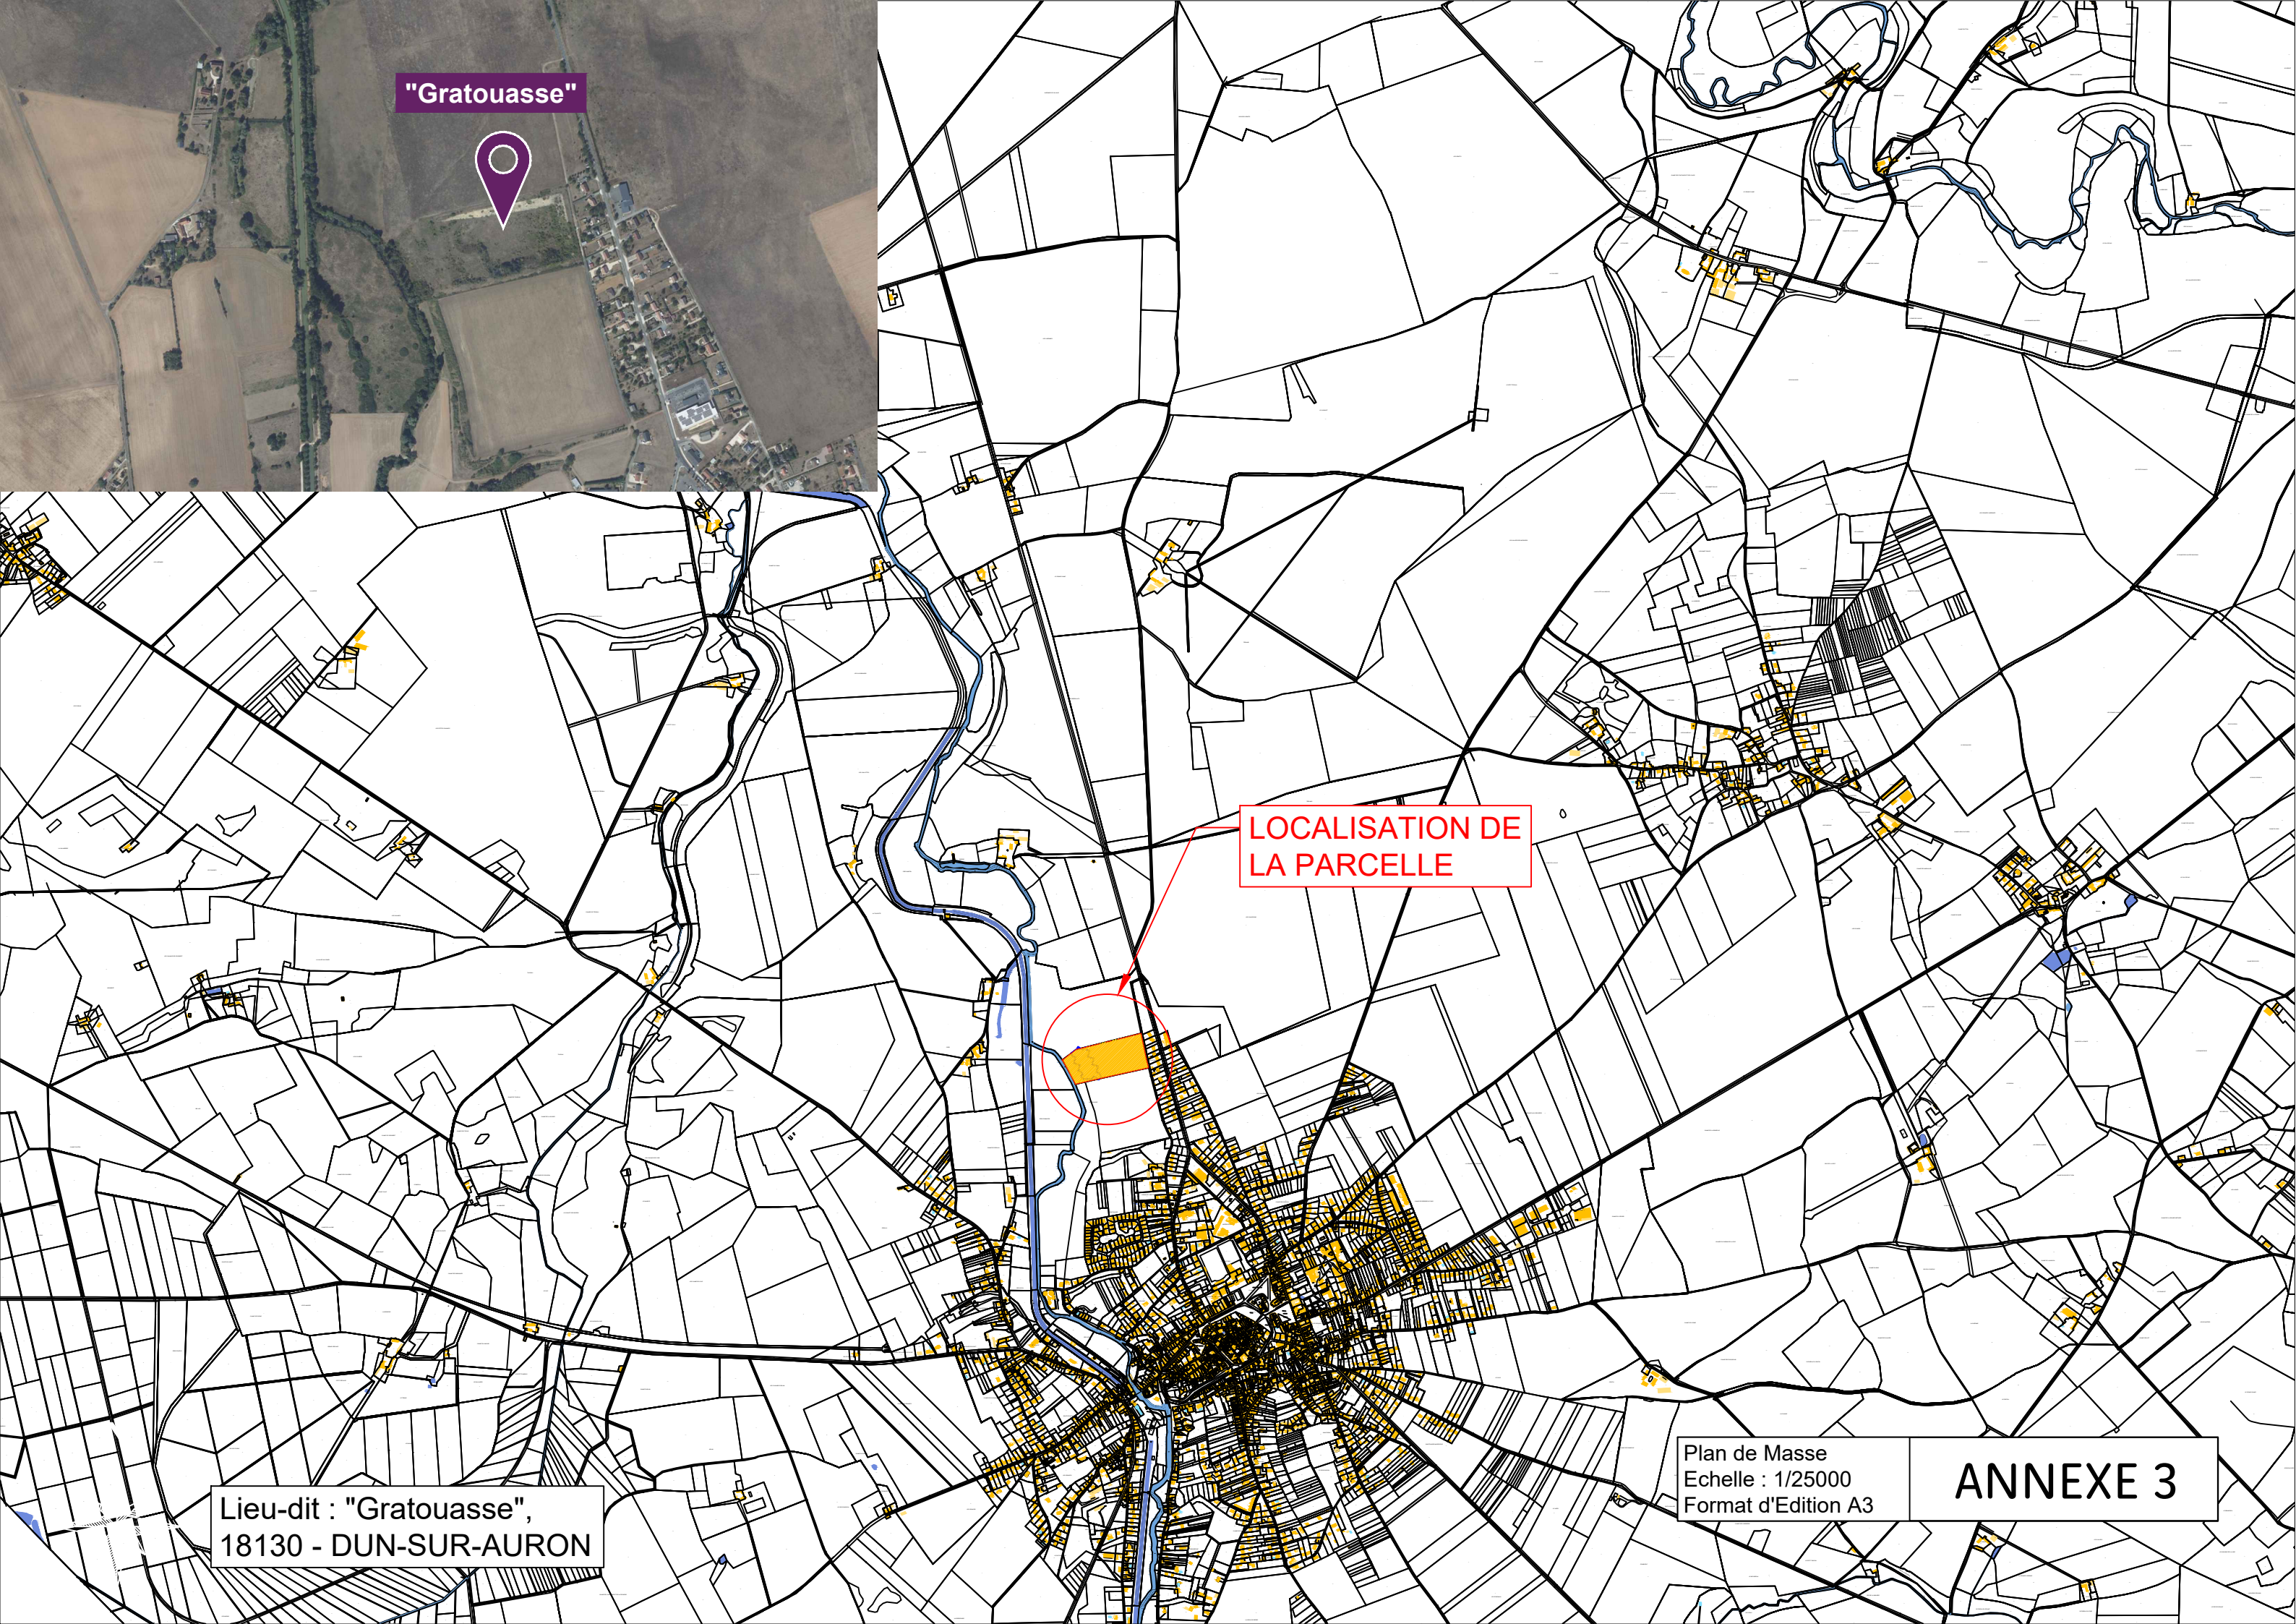 "Gratouasse"
LOCALISATION DE
LA PARCELLE
Lieu-dit : "Gratouasse",
18130 - DUN-SUR-AURON
Plan de Masse
Echelle : 1/25000
Format d'Edition A3
ANNEXE 3